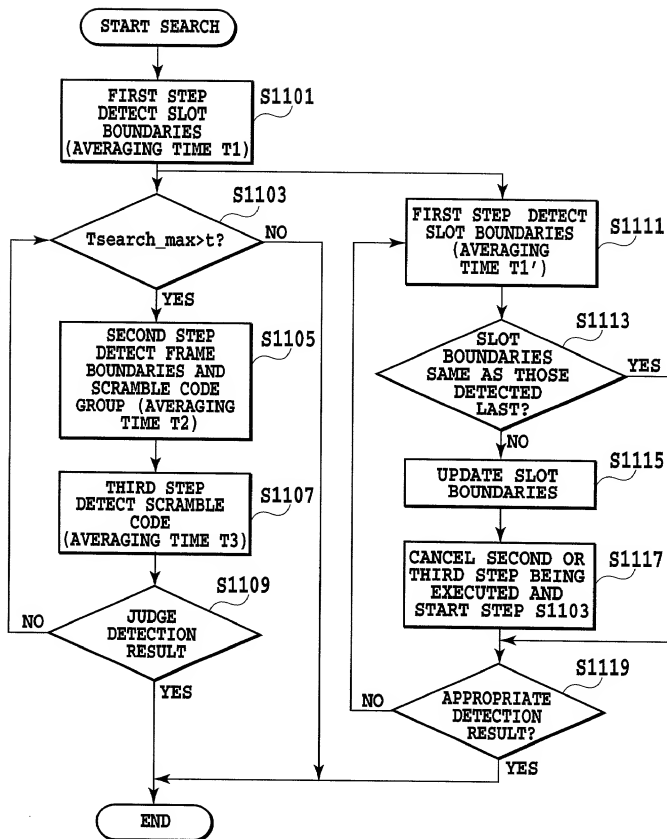 START SEARCH
FIRST STEP
DETECT SLOT
BOUNDARIES
(AVERAGING TIME T1)
S1101
Tsearch_max>t?
S1103
NO
YES
SECOND STEP
DETECT FRAME
BOUNDARIES AND
SCRAMBLE CODE
GROUP (AVERAGING
TIME T2)
S1105
THIRD STEP
DETECT SCRAMBLE
CODE
(AVERAGING TIME T3)
S1107
JUDGE
DETECTION
RESULT
S1109
NO
YES
END
FIRST STEP DETECT
SLOT BOUNDARIES
(AVERAGING
TIME T1')
S1111
SLOT
BOUNDARIES
SAME AS THOSE
DETECTED
LAST?
S1113
YES
NO
UPDATE SLOT
BOUNDARIES
S1115
CANCEL SECOND OR
THIRD STEP BEING
EXECUTED AND
START STEP S1103
S1117
APPROPRIATE
DETECTION
RESULT?
S1119
NO
YES